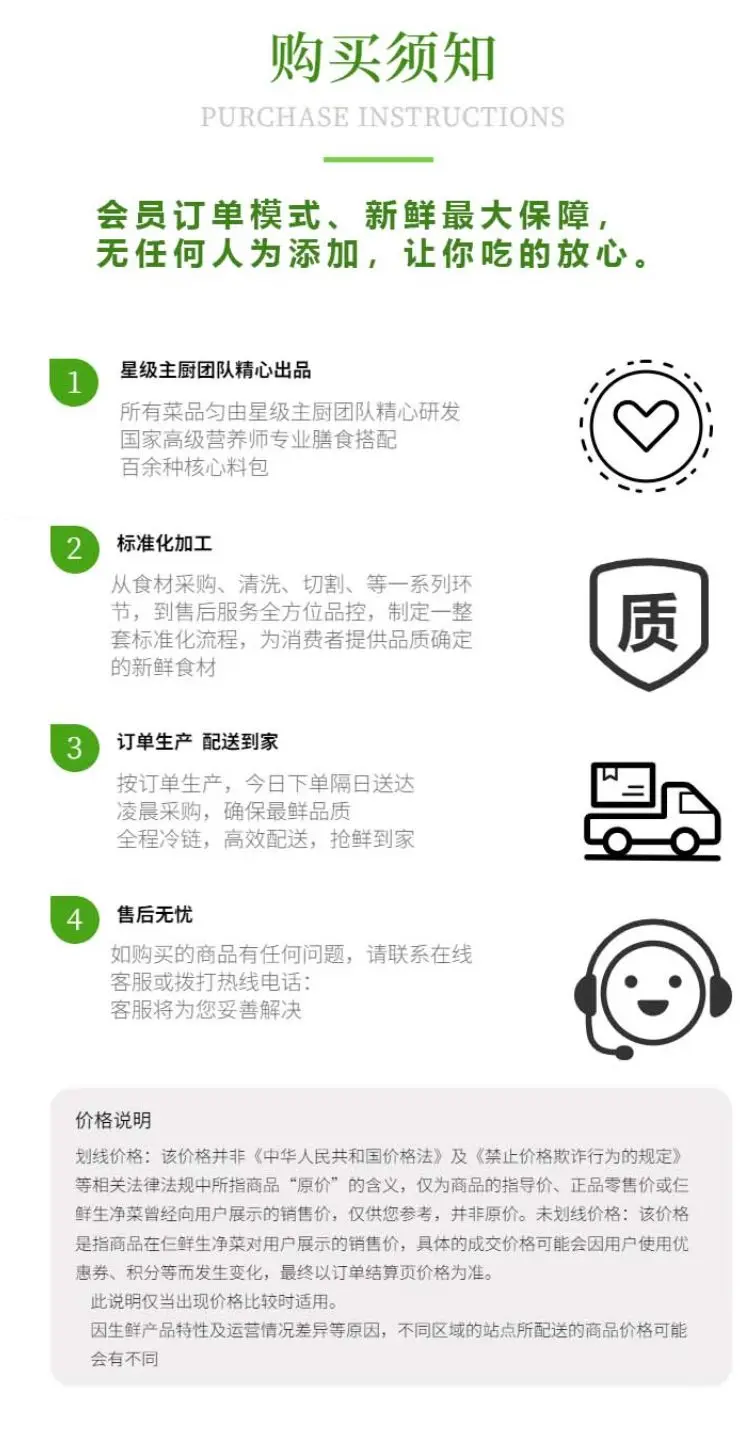 购买须知
PURCHASE INSTRUCTIONS
会员订单模式、新鲜最大保障，
无任何人为添加，让你吃的放心。
1
星级主厨团队精心出品
所有菜品匀由星级主厨团队精心研发
国家高级营养师专业膳食搭配
百余种核心料包
2
标准化加工
从食材采购、清洗、切割、等一系列环
节，到售后服务全方位品控，制定一整
套标准化流程，为消费者提供品质确定
的新鲜食材
质
3
订单生产 配送到家
按订单生产，今日下单隔日送达
凌晨采购，确保最鲜品质
全程冷链，高效配送，抢鲜到家
4
售后无忧
如购买的商品有任何问题，请联系在线
客服或拨打热线电话：
客服将为您妥善解决
价格说明
划线价格：该价格并非《中华人民共和国价格法》及《禁止价格欺诈行为的规定》
等相关法律法规中所指商品“原价”的含义，仅为商品的指导价、正品零售价或仨
鲜生净菜曾经向用户展示的销售价，仅供您参考，并非原价。未划线价格：该价格
是指商品在仨鲜生净菜对用户展示的销售价，具体的成交价格可能会因用户使用优
惠券、积分等而发生变化，最终以订单结算页价格为准。
此说明仅当出现价格比较时适用。
因生鲜产品特性及运营情况差异等原因，不同区域的站点所配送的商品价格可能
会有不同